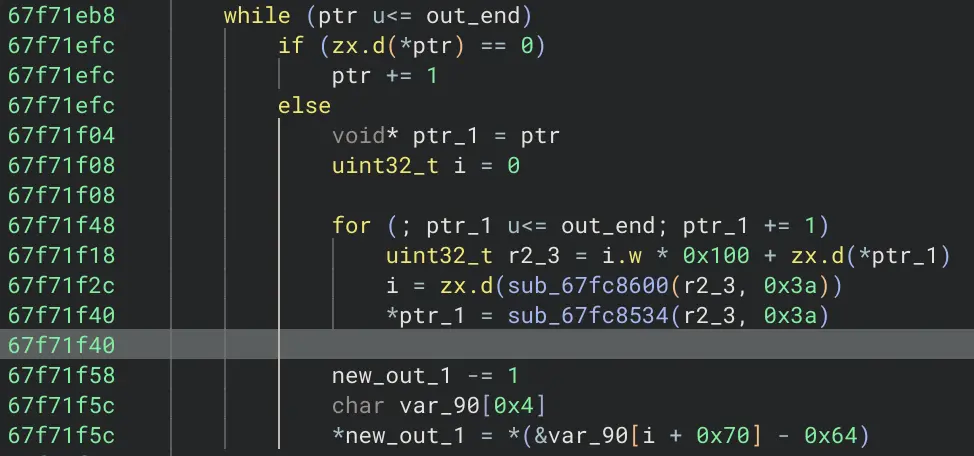 67f71eb8 while (ptr u<= out_end)
67f71efc if (zx.d(*ptr) == 0)
67f71efc ptr += 1
67f71efc else
67f71f04 void* ptr_1 = ptr
67f71f08 uint32_t i = 0
67f71f08
67f71f48 for (; ptr_1 u<= out_end; ptr_1 += 1)
67f71f18 uint32_t r2_3 = i.w * 0x100 + zx.d(*ptr_1)
67f71f2c i = zx.d(sub_67fc8600(r2_3, 0x3a))
67f71f40 *ptr_1 = sub_67fc8534(r2_3, 0x3a)
67f71f40
67f71f58 new_out_1 -= 1
67f71f5c char var_90[0x4]
67f71f5c *new_out_1 = *(&var_90[i + 0x70] - 0x64)